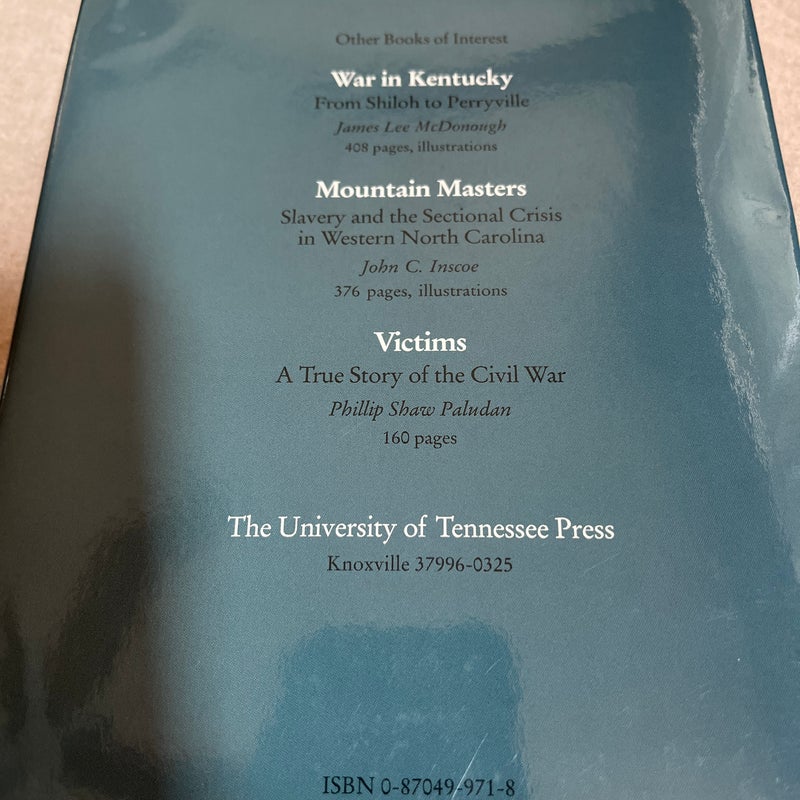 Other Books of Interest
War in Kentucky
From Shiloh to Perryville
James Lee McDonough
408 pages, illustrations
Mountain Masters
Slavery and the Sectional Crisis
in Western North Carolina
John C. Inscoe
376 pages, illustrations
Victims
A True Story of the Civil War
Phillip Shaw Paludan
160 pages
The University of Tennessee Press
Knoxville 37996-0325
ISBN 0-87049-971-8